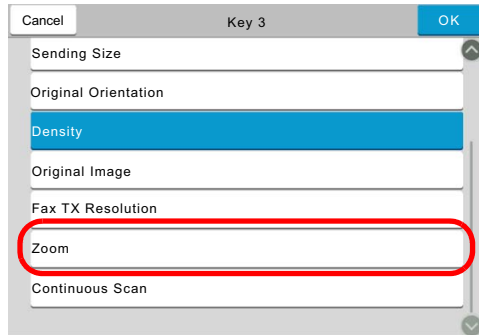 Cancel Key 3 OK
Sending Size
Original Orientation
Density
Original Image
Fax TX Resolution
Zoom
Continuous Scan